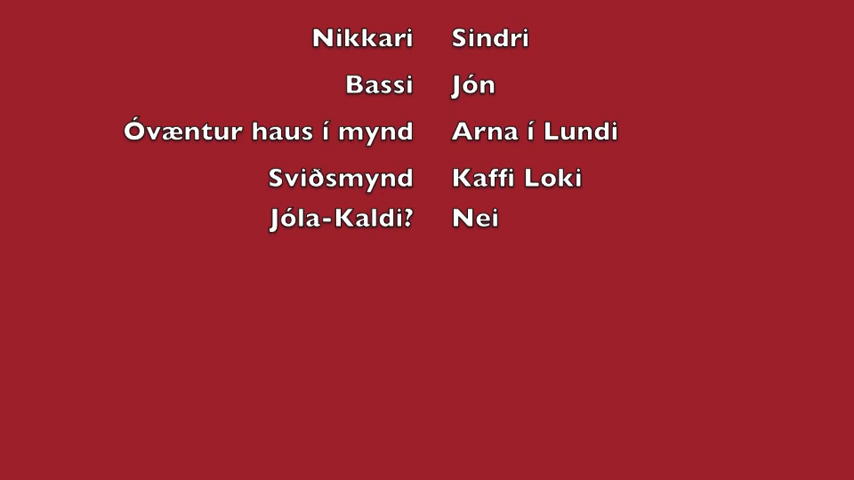 Nikkari Sindri
Bassi Jón
Óvæntur haus í mynd Arna í Lundi
Sviðsmynd Kaffi Loki
Jóla-Kaldi? Nei